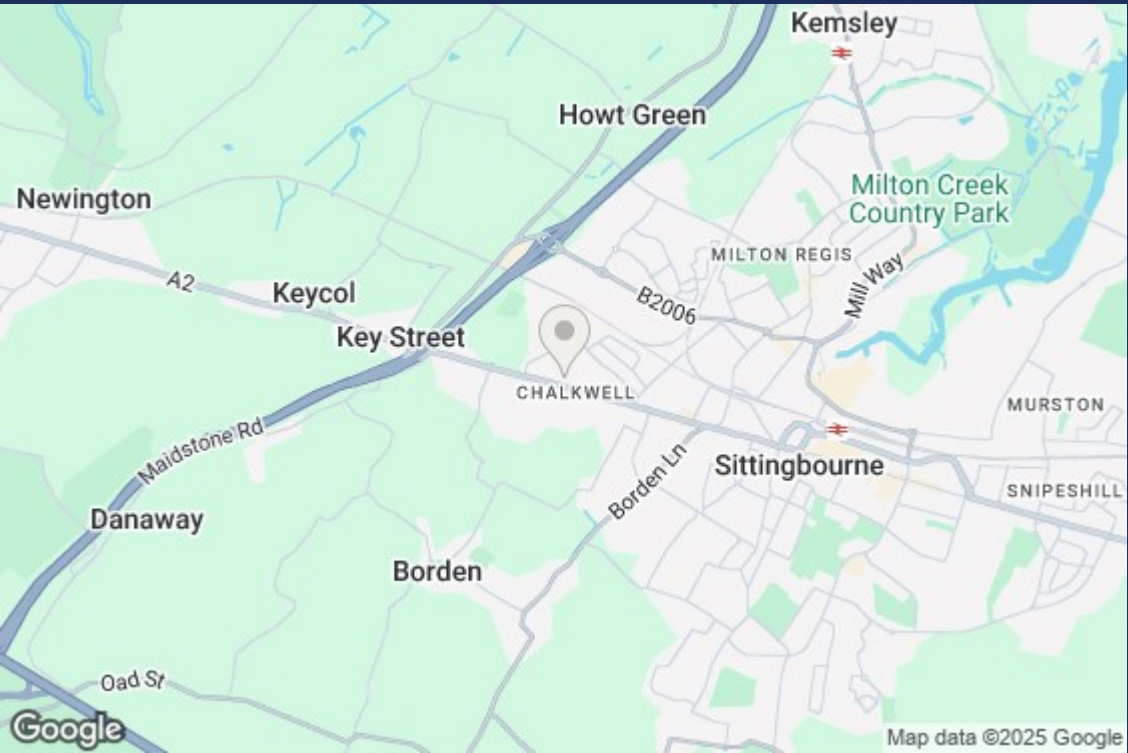 Kemsley
Howt Green
Milton Creek
Country Park
Newington
MILTON REGIS
A2
Keycol
B2006
Mill Way
Key Street
CHALKWELL
MURSTON
Maidstone Rd
Borden Ln
Sittingbourne
SNIPESHILL
Danaway
Borden
Oad St
Google
Map data ©2025 Google